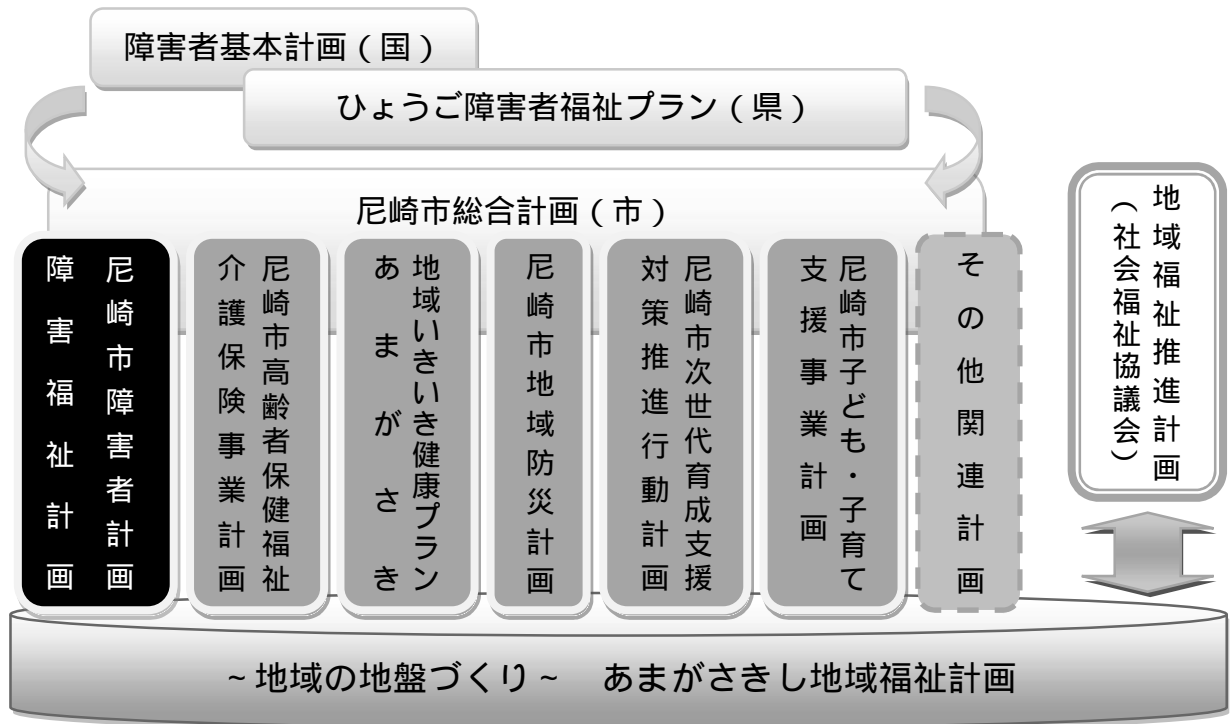 障害者基本計画（国）
ひょうご障害者福祉プラン（県）
尼崎市総合計画（市）
尼崎市障害者計画
障害福祉計画
尼崎市高齢者保健福祉
介護保険事業計画
地域いきいき健康プラン
あまがさき
尼崎市地域防災計画
尼崎市次世代育成支援
対策推進行動計画
尼崎市子ども・子育て
支援事業計画
その他関連計画
地域福祉推進計画
（社会福祉協議会）
~地域の地盤づくり~　あまがさきし地域福祉計画